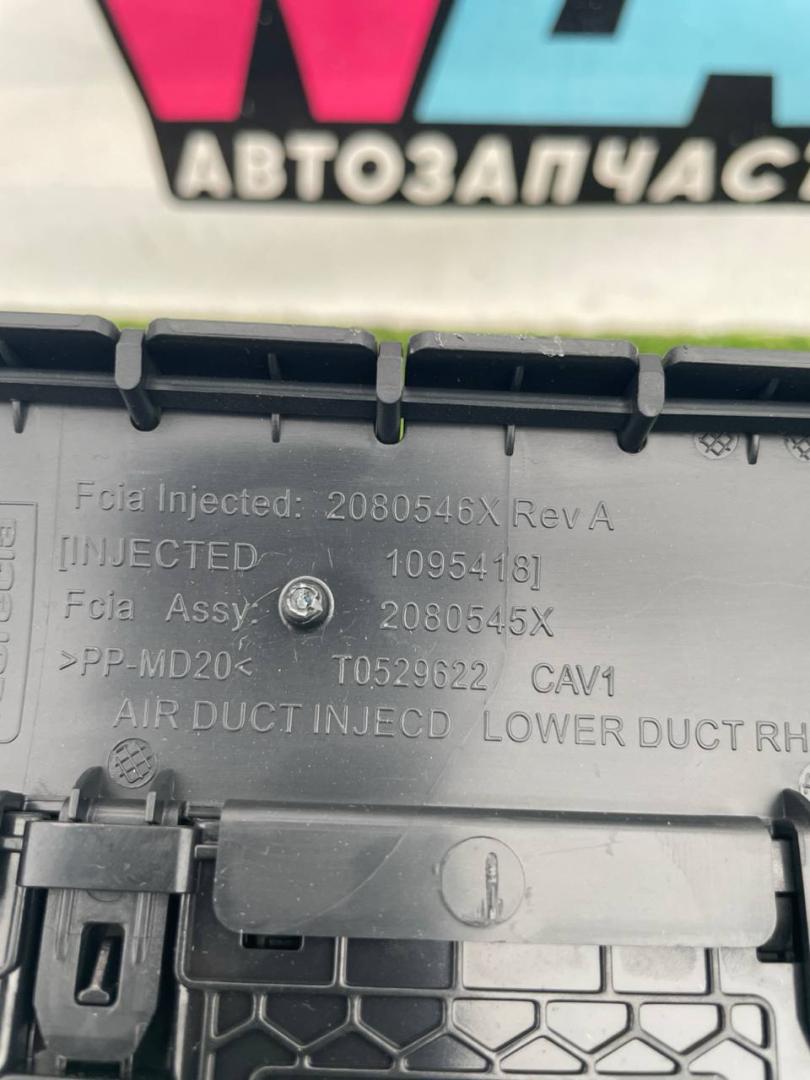 АВТОЗАПЧАСТ
Fcia Injected: 2080546X Rev A
[INJECTED 1095418]
Fcia Assy: 2080545X
>PP-MD20< T0529622 CAV1
AIR DUCT INJECD LOWER DUCT RH